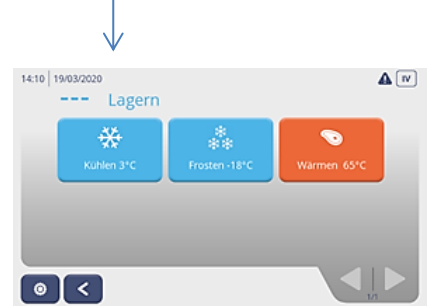 14:10 | 19/03/2020
IV
--- Lagern
Kühlen 3°C
Frosten -18°C
Wärmen 65°C
1/1